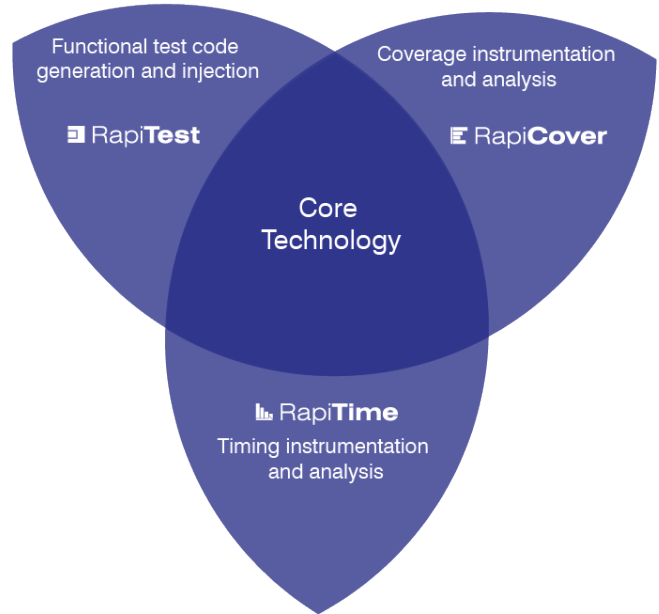 Functional test code
generation and injection
RapiTest
Coverage instrumentation
and analysis
RapiCover
Core
Technology
RapiTime
Timing instrumentation
and analysis